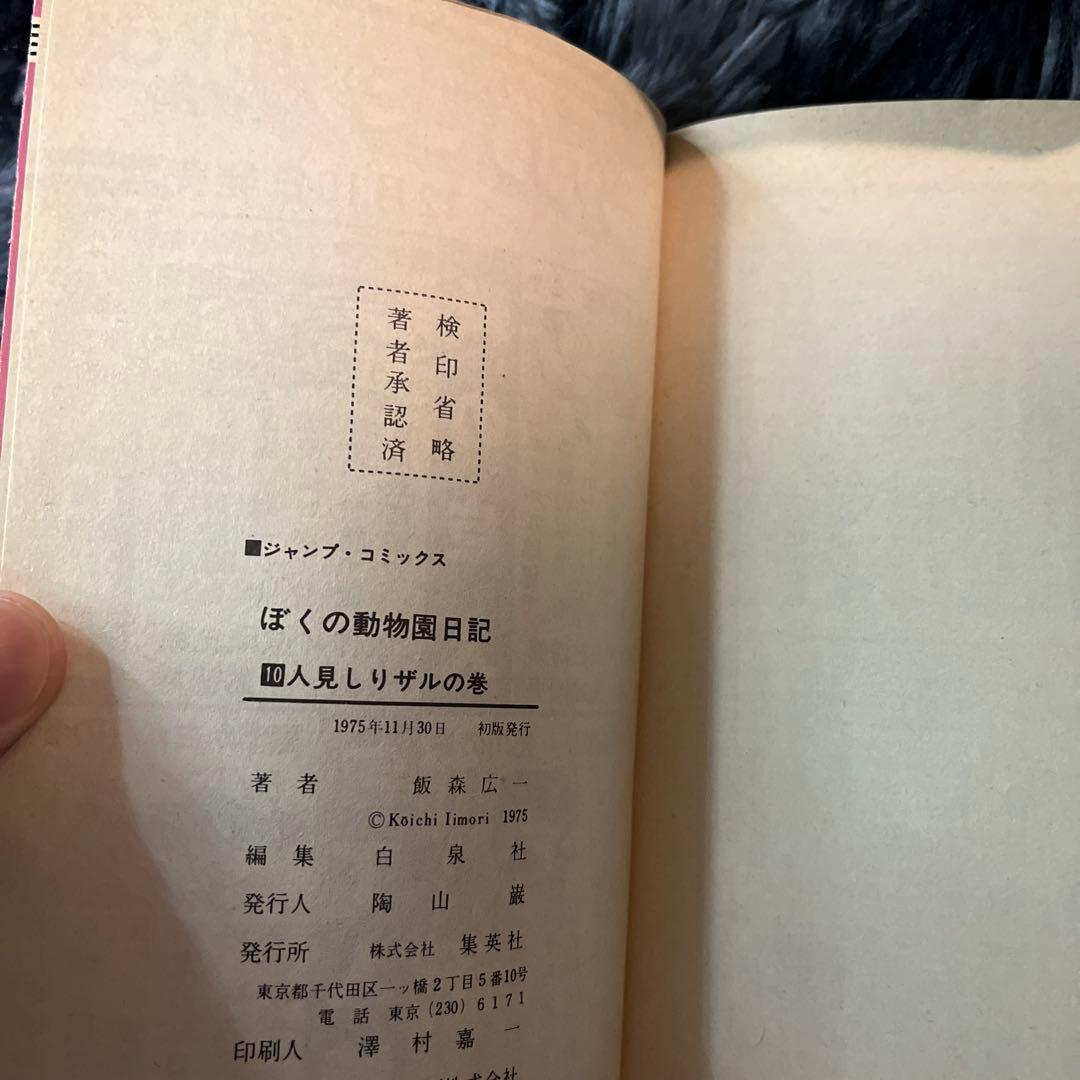 検印省略
著者承認済
■ジャンプ・コミックス
ぼくの動物園日記
10人見しりザルの巻
1975年11月30日 初版発行
著者 飯森広一
©Kōichi Iimori 1975
編集 白泉社
発行人 陶山巌
発行所 株式会社 集英社
東京都千代田区一ッ橋2丁目5番10号
電話 東京(230)6171
印刷人 澤村嘉一
株式会社